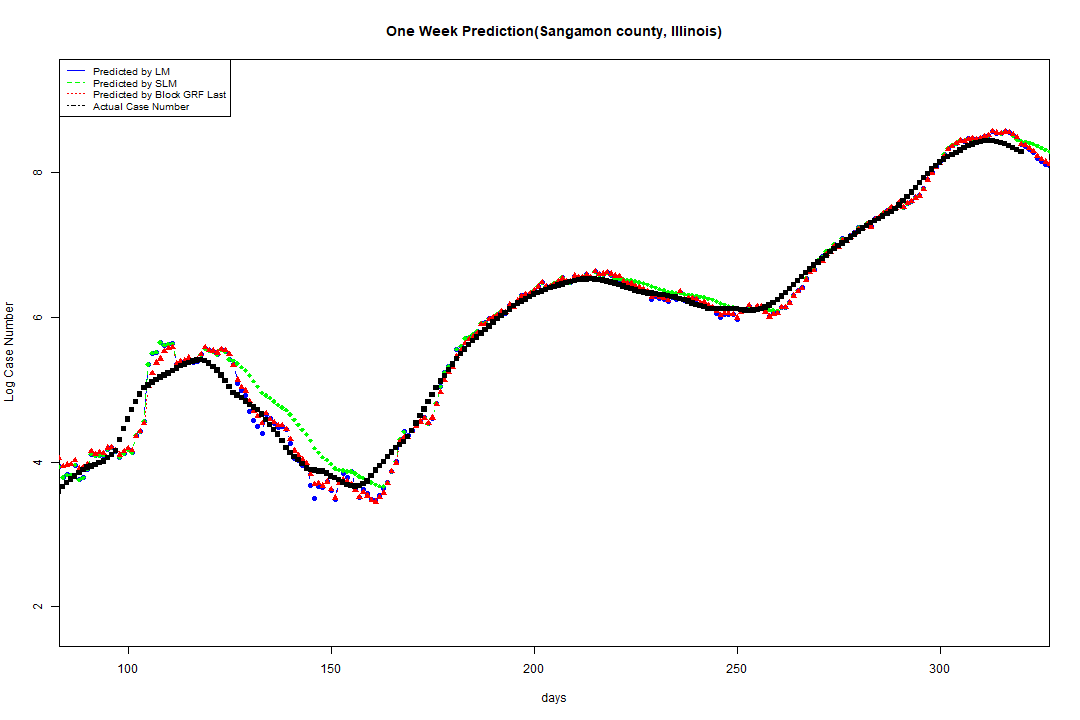 One Week Prediction(Sangamon county, Illinois)
Predicted by LM
Predicted by SLM
Predicted by Block GRF Last
Actual Case Number
8
6
4
2
Log Case Number
100 150 200 250 300
days